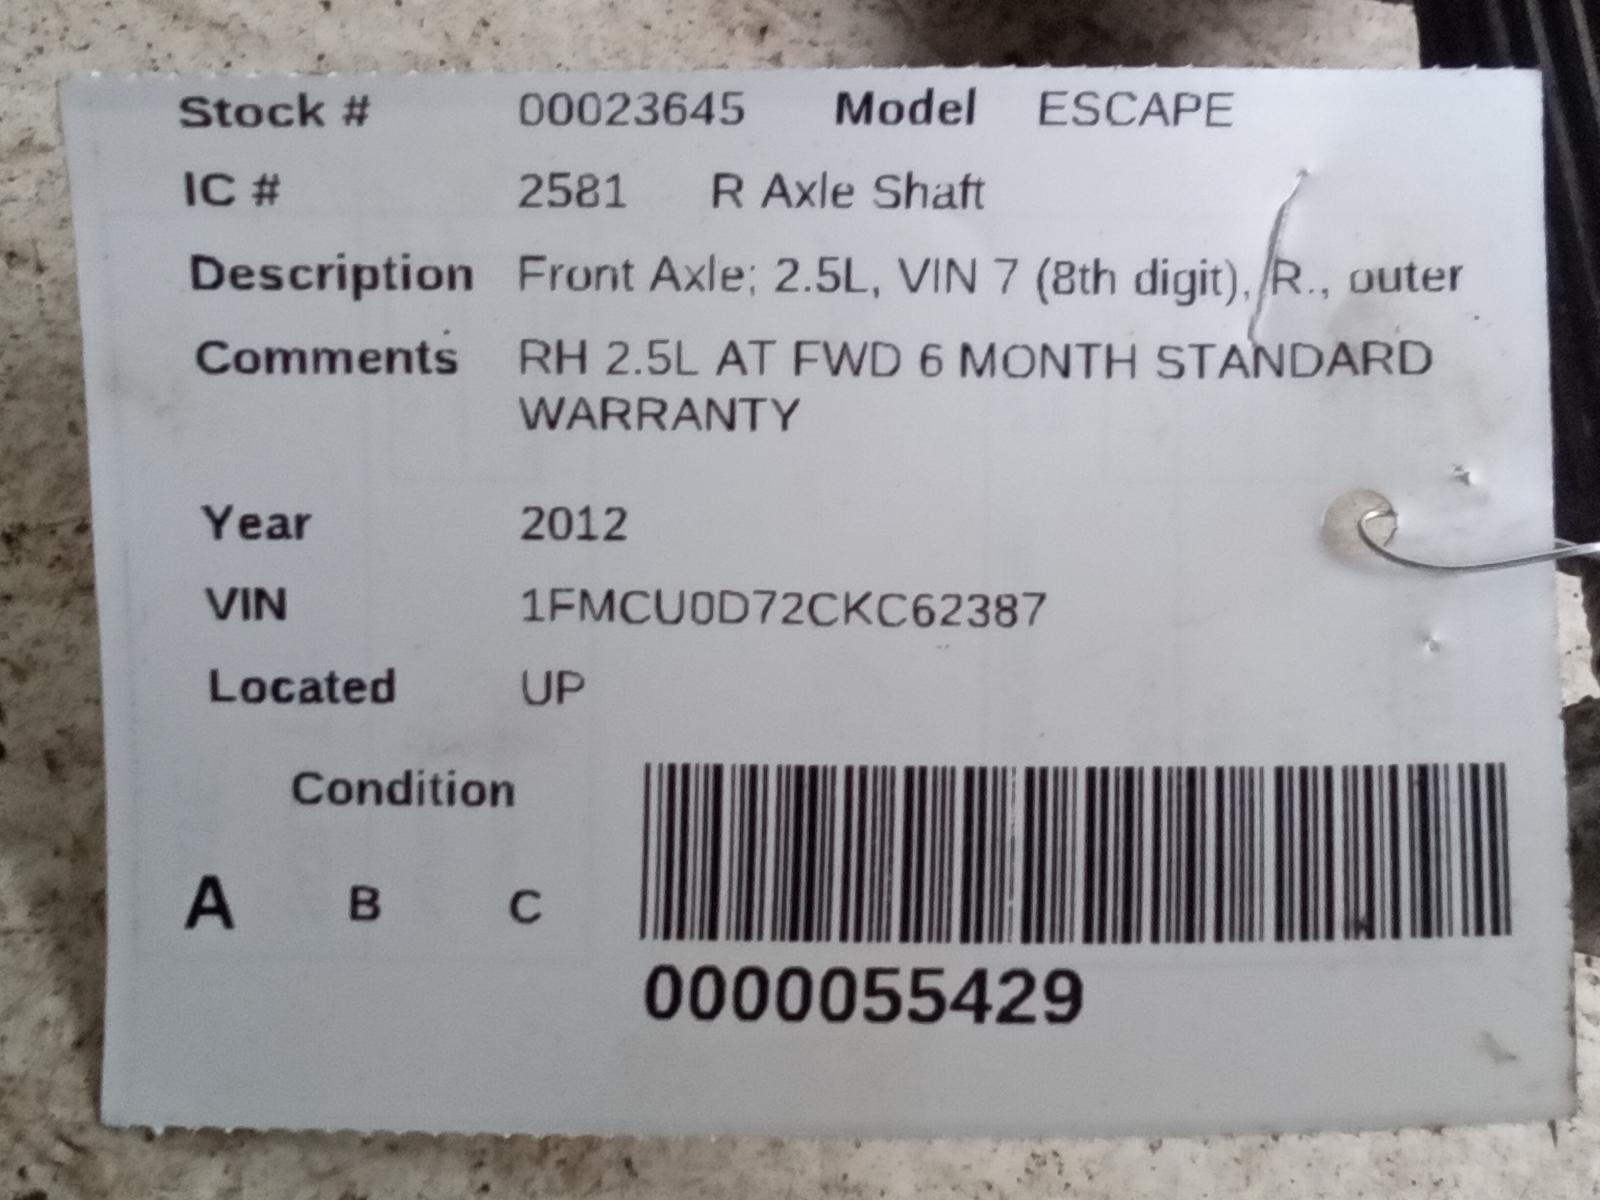 Stock # 00023645 Model ESCAPE
IC # 2581 R Axle Shaft
Description Front Axle; 2.5L, VIN 7 (8th digit), R., outer
Comments RH 2.5L AT FWD 6 MONTH STANDARD
WARRANTY
Year 2012
VIN 1FMCU0D72CKC62387
Located UP
Condition
A B C
0000055429